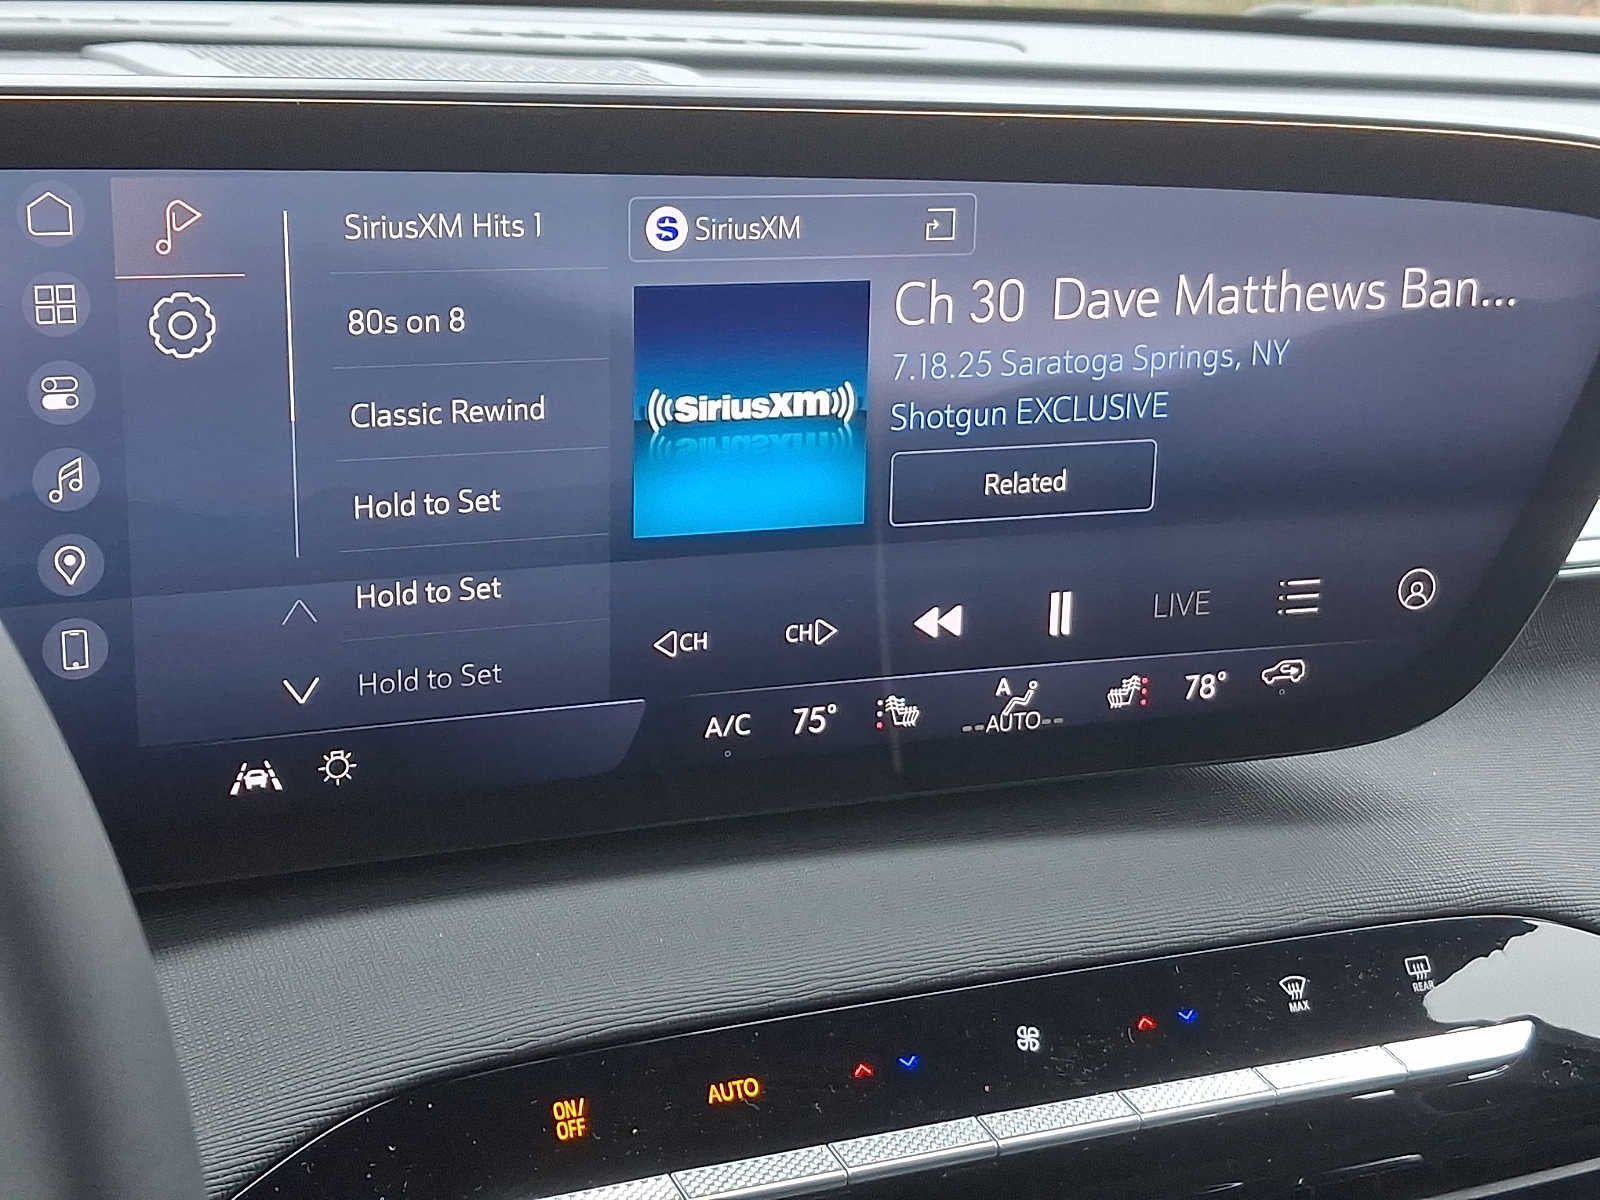 SiriusXM Hits 1
80s on 8
Classic Rewind
Hold to Set
Hold to Set
Hold to Set
S SiriusXM
SiriusXM
Ch 30 Dave Matthews Ban...
7.18.25 Saratoga Springs, NY
Shotgun EXCLUSIVE
Related
CH
CH
LIVE
A/C 75° A --AUTO-- 78°
ON/
OFF
AUTO
MAX
REAR